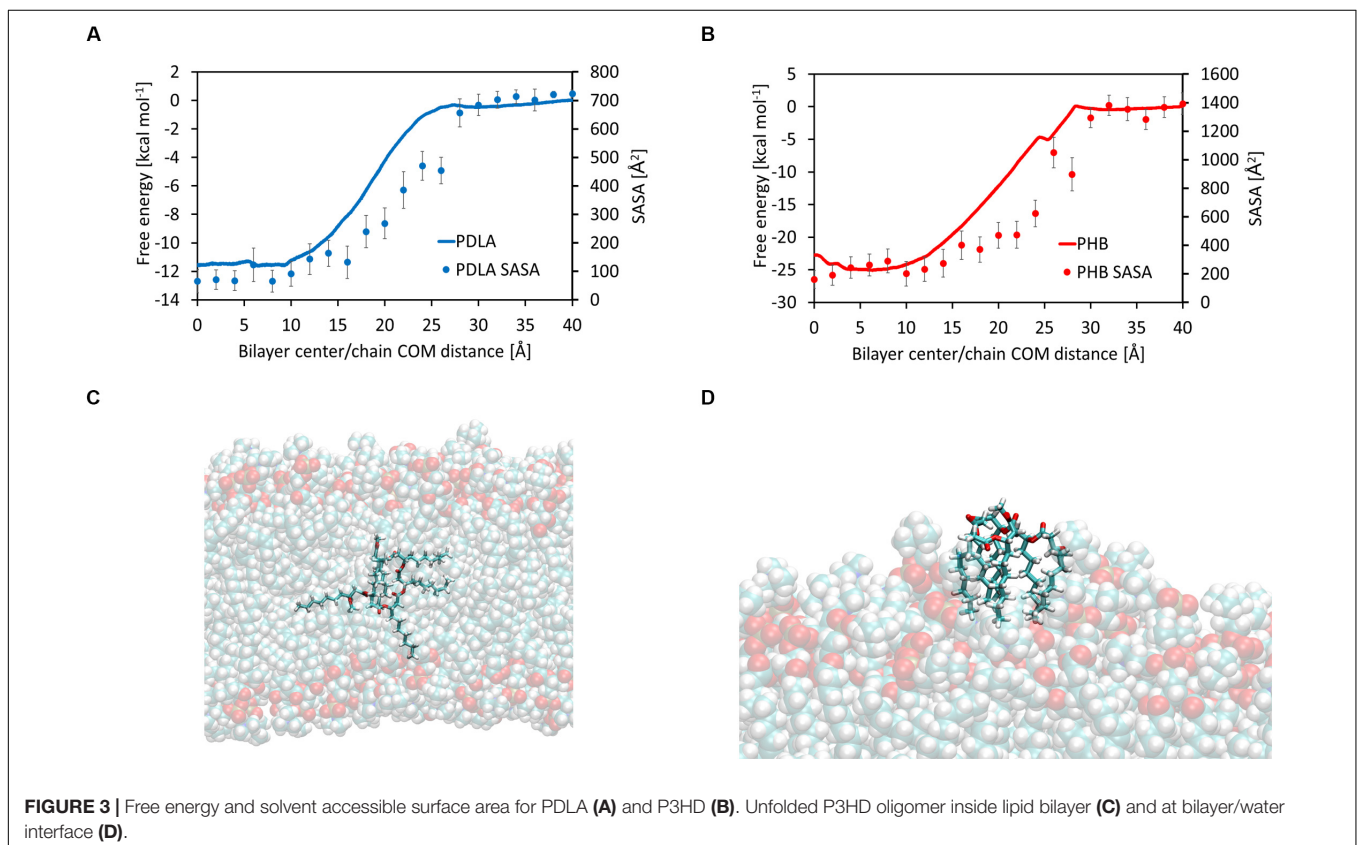 A
B
2
0
-2
-4
-6
-8
-10
-12
-14
Free energy [kcal mol-1]
800
700
600
500
400
300
200
100
0
SASA [Å2]
PDLA
PDLA SASA
0 5 10 15 20 25 30 35 40
Bilayer center/chain COM distance [Å]
5
0
-5
-10
-15
-20
-25
-30
Free energy [kcal mol-1]
1600
1400
1200
1000
800
600
400
200
0
SASA [Å2]
PHB
PHB SASA
0 5 10 15 20 25 30 35 40
Bilayer center/chain COM distance [Å]
C
D
FIGURE 3 | Free energy and solvent accessible surface area for PDLA (A) and P3HD (B). Unfolded P3HD oligomer inside lipid bilayer (C) and at bilayer/water
interface (D).